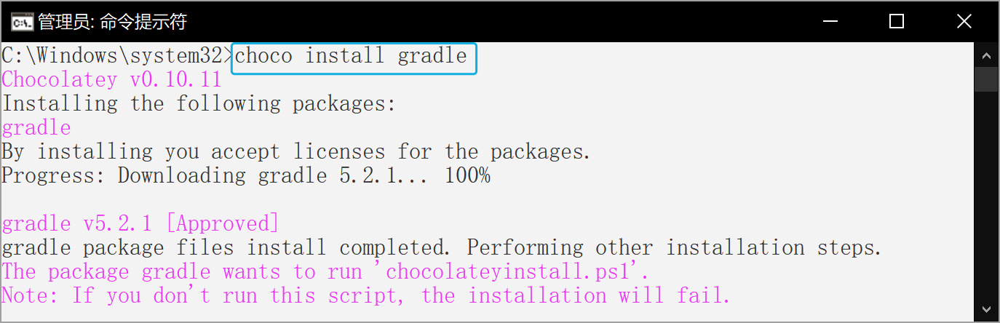 管理员: 命令提示符
C:\Windows\system32>choco install gradle
Chocolatey v0.10.11
Installing the following packages:
gradle
By installing you accept licenses for the packages.
Progress: Downloading gradle 5.2.1... 100%
gradle v5.2.1 [Approved]
gradle package files install completed. Performing other installation steps.
The package gradle wants to run 'chocolateyinstall.ps1'.
Note: If you don't run this script, the installation will fail.